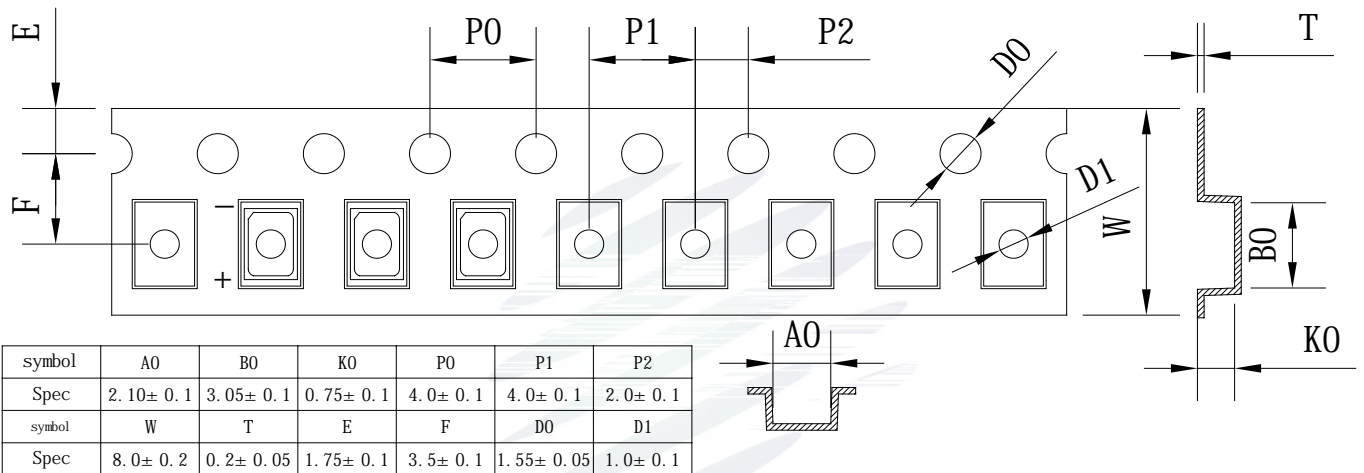 E
P0
P1
P2
D0
T
F
−
+
D1
W
B0
A0
K0
symbol A0 B0 K0 P0 P1 P2
Spec 2.10± 0.1 3.05± 0.1 0.75± 0.1 4.0± 0.1 4.0± 0.1 2.0± 0.1
symbol W T E F D0 D1
Spec 8.0± 0.2 0.2± 0.05 1.75± 0.1 3.5± 0.1 1.55± 0.05 1.0± 0.1